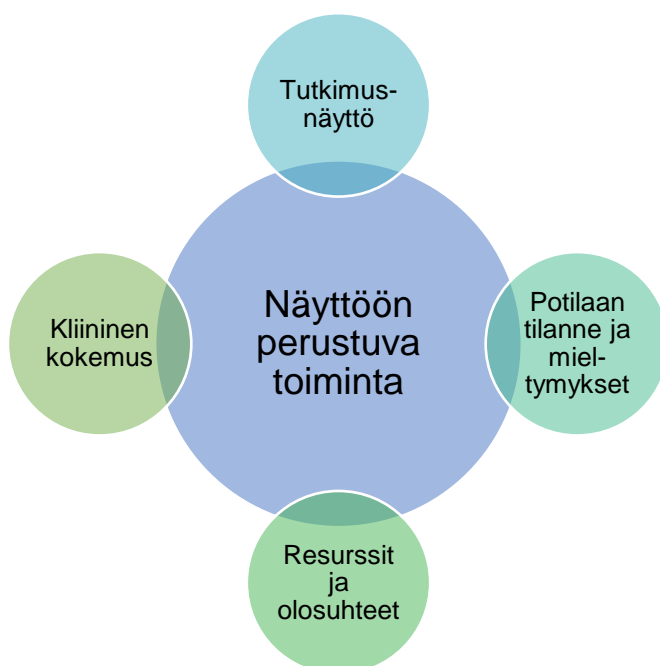 Tutkimus-
näyttö
Näyttöön
perustuva
toiminta
Kliininen
kokemus
Potilaan
tilanne ja
miel-
tymykset
Resurssit
ja
olosuhteet